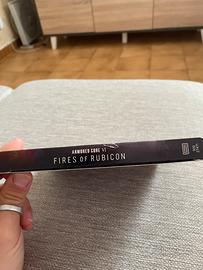 ARMORED CORE VI
FIRES OF RUBICON